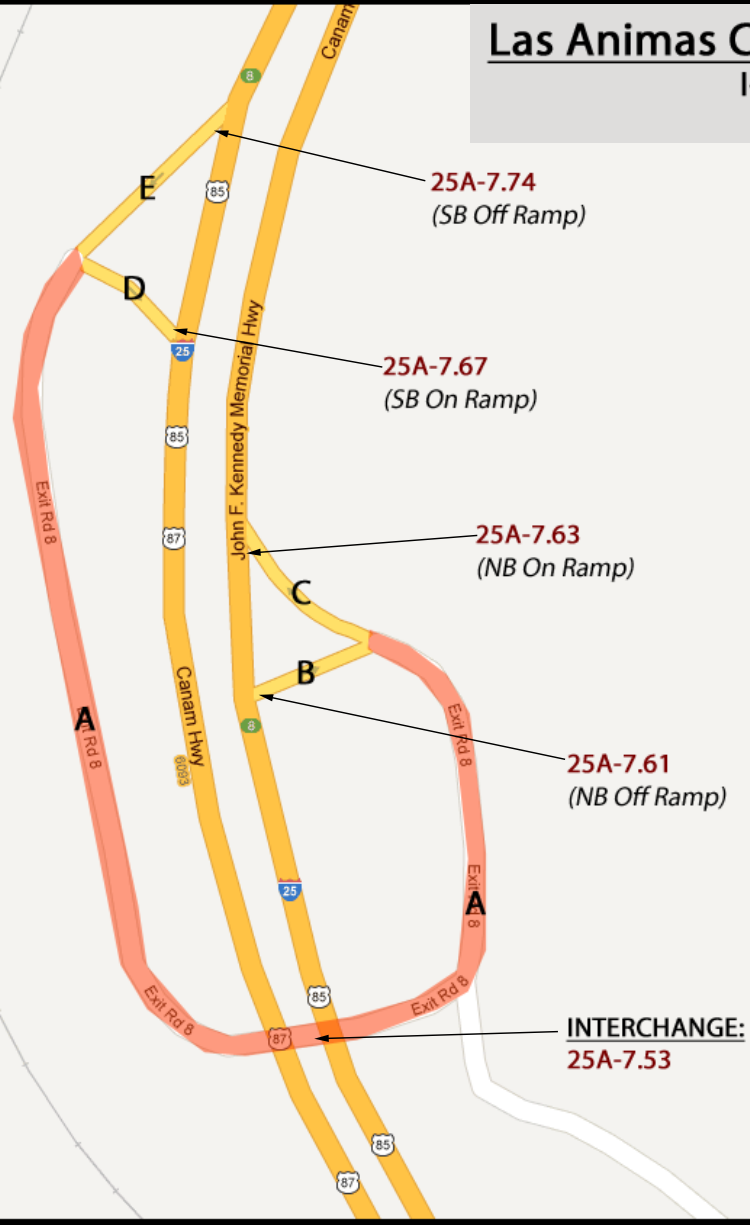 Las Animas C
I-
Canam
8
E
85
25A-7.74
(SB Off Ramp)
D
25
25A-7.67
(SB On Ramp)
John F. Kennedy Memorial Hwy
85
Exit Rd 8
87
25A-7.63
(NB On Ramp)
C
B
A
Exit Rd 8
Canam Hwy
6093
8
Exit Rd 8
25A-7.61
(NB Off Ramp)
25
Exit Rd 8
A
85
Exit Rd 8
Exit Rd 8
87
INTERCHANGE:
25A-7.53
85
87